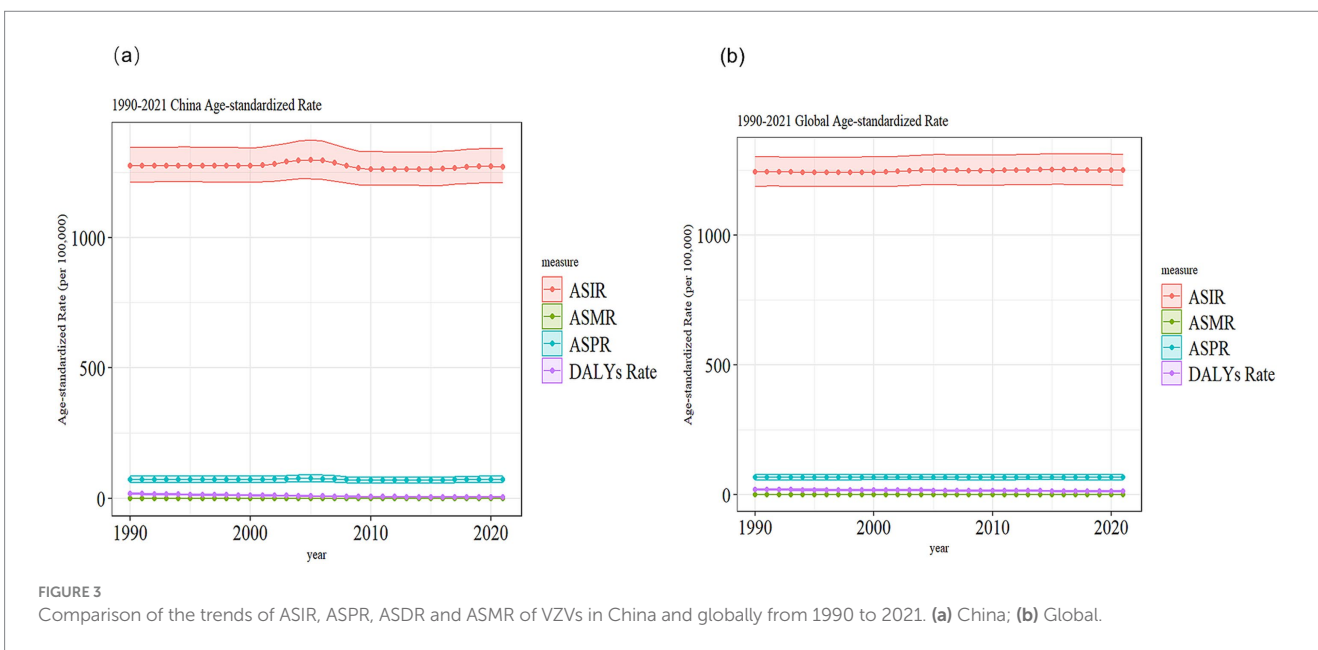 (a)
1990-2021 China Age-standardized Rate
Age-standardized Rate (per 100,000)
1000
500
0
1990
2000
2010
2020
year
measure
ASIR
ASMR
ASPR
DALYs Rate
(b)
1990-2021 Global Age-standardized Rate
Age-standardized Rate (per 100,000)
1000
500
0
1990
2000
2010
2020
year
measure
ASIR
ASMR
ASPR
DALYs Rate
FIGURE 3
Comparison of the trends of ASIR, ASPR, ASDR and ASMR of VZVs in China and globally from 1990 to 2021. (a) China; (b) Global.